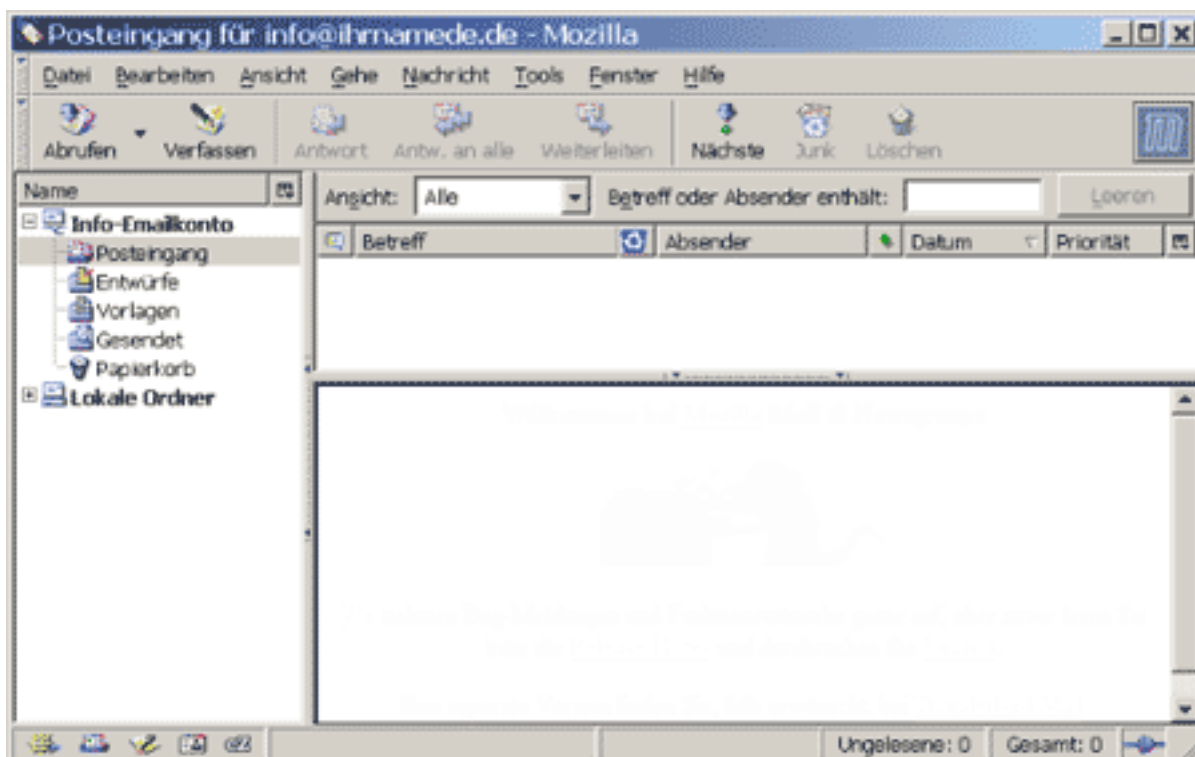 Posteingang für info@ihrnamede.de - Mozilla
Datei Bearbeiten Ansicht Gehe Nachricht Tools Fenster Hilfe
Abrufen Verfassen Antwort Antw. an alle Weiterleiten Nächste Junk Löschen
Name
Ansicht: Alle Betreff oder Absender enthält: Leeren
Info-Emailkonto
Betreff Absender Datum Priorität
Posteingang
Entwürfe
Vorlagen
Gesendet
Papierkorb
Lokale Ordner
Ungelesene: 0 Gesamt: 0